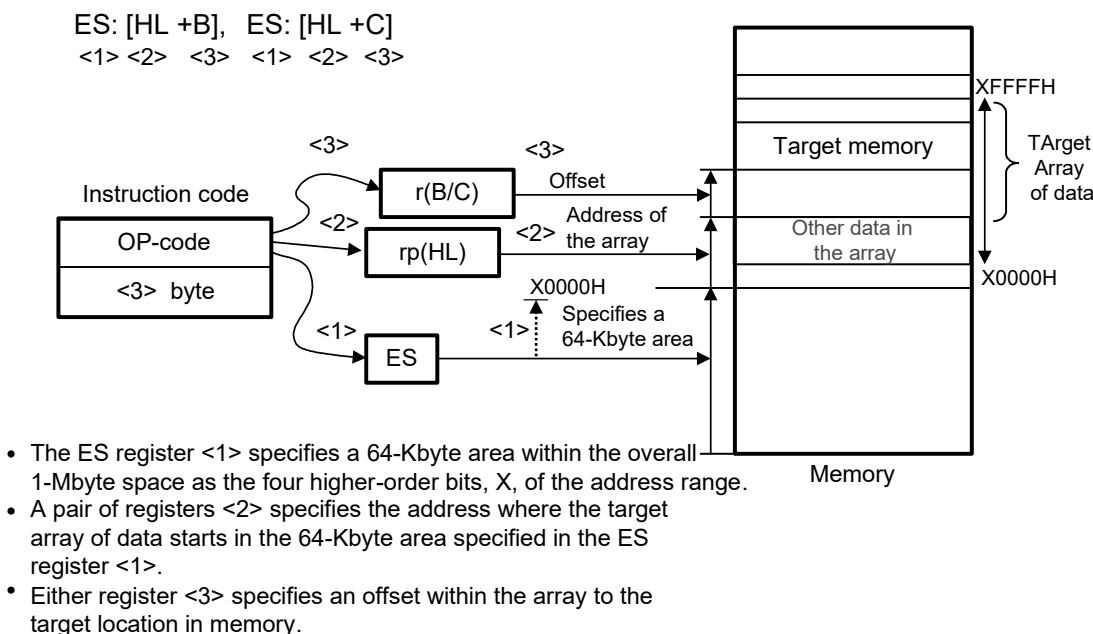 ES: [HL +B],  ES: [HL +C]
<1> <2> <3> <1> <2> <3>
XFFFFH
Target memory
TArget
Array
of data
<3>
<3>
r(B/C)
Offset
Instruction code
OP-code
<3> byte
<2>
rp(HL)
<2>
Address of
the array
Other data in
the array
X0000H
X0000H
<1>
ES
<1>
Specifies a
64-Kbyte area
Memory
• The ES register <1> specifies a 64-Kbyte area within the overall
1-Mbyte space as the four higher-order bits, X, of the address range.
• A pair of registers <2> specifies the address where the target
array of data starts in the 64-Kbyte area specified in the ES
register <1>.
• Either register <3> specifies an offset within the array to the
target location in memory.